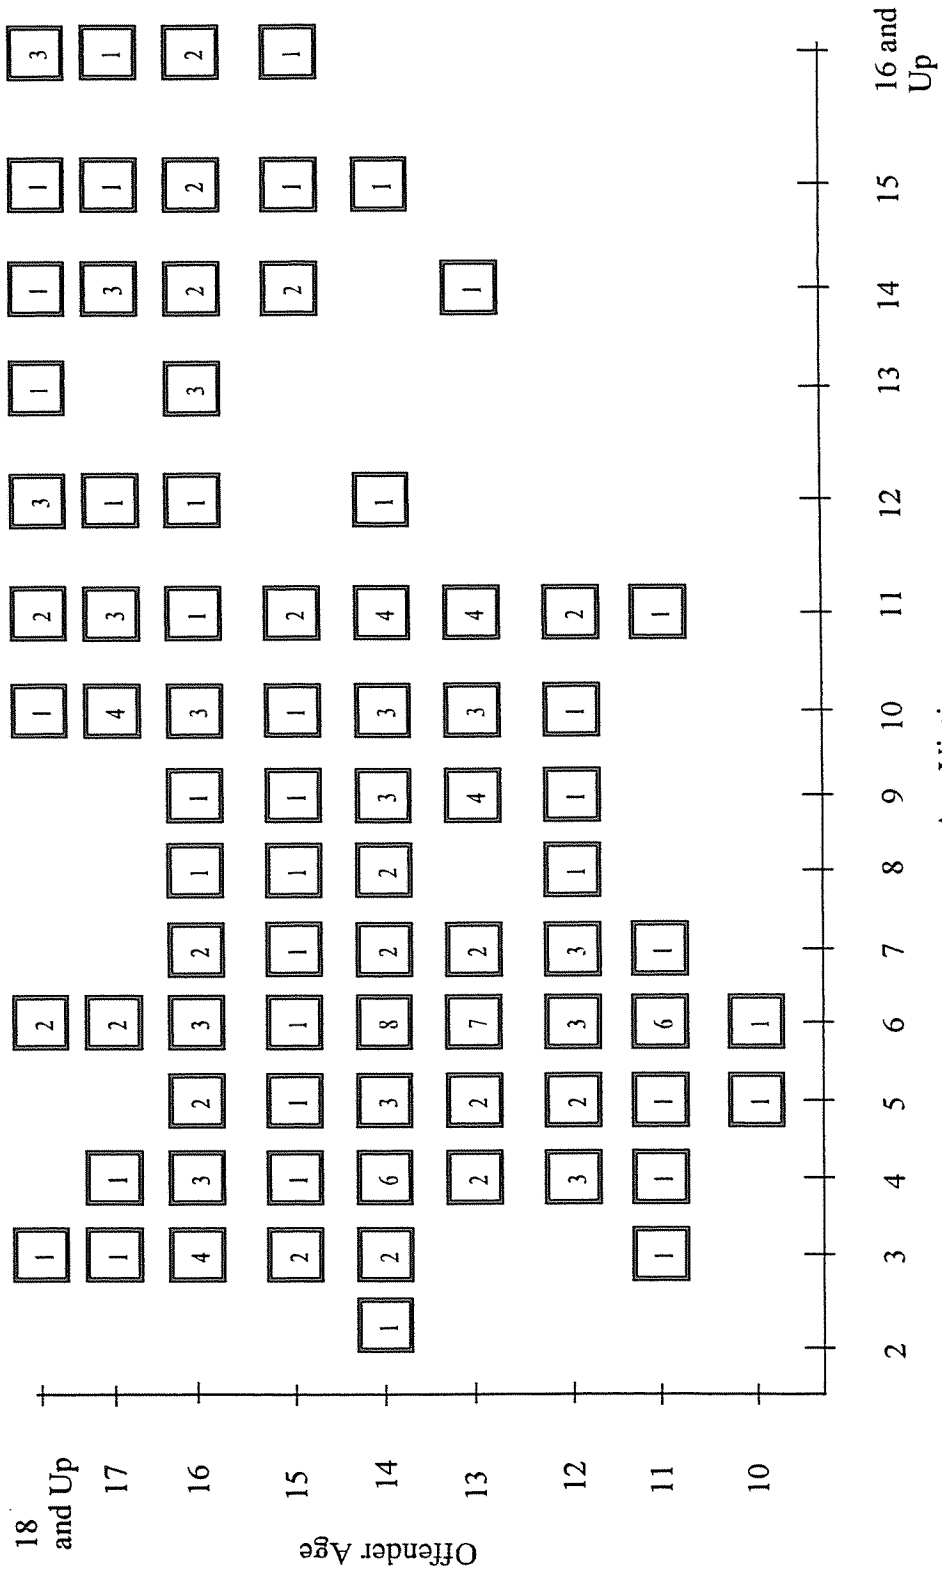 Offender Age
18
and Up 1 2 1 2 3 1 1 1 3
17 1 1 2 4 3 1 3 1 1
16 4 3 2 3 2 1 1 3 1 1 3 2 2 2
15 2 1 1 1 1 1 1 1 2 2 1 1
14 1 2 6 3 8 2 2 3 3 4 1 1
13 2 2 7 2 4 3 4 1
12 3 2 3 3 1 1 1 2
11 1 1 1 6 1 1
10 1 1
2 3 4 5 6 7 8 9 10 11 12 13 14 15 16 and
Up